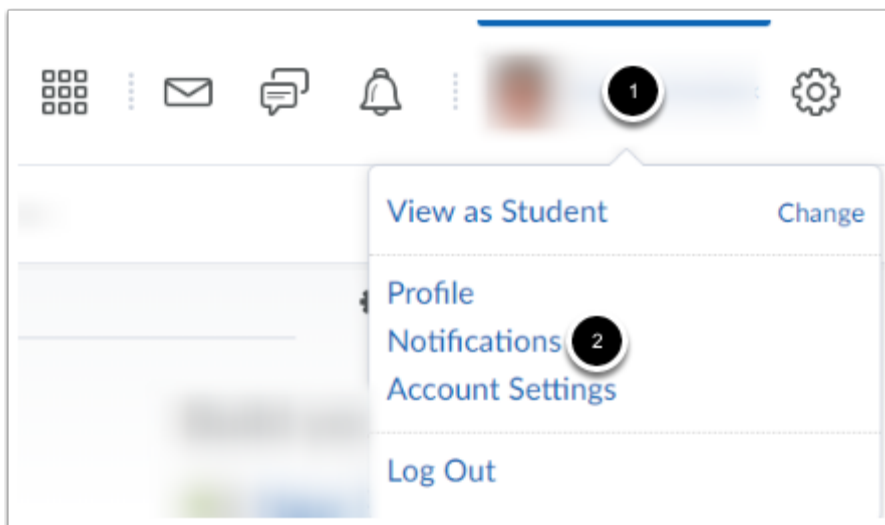 1
View as Student Change
Profile
Notifications 2
Account Settings
Log Out